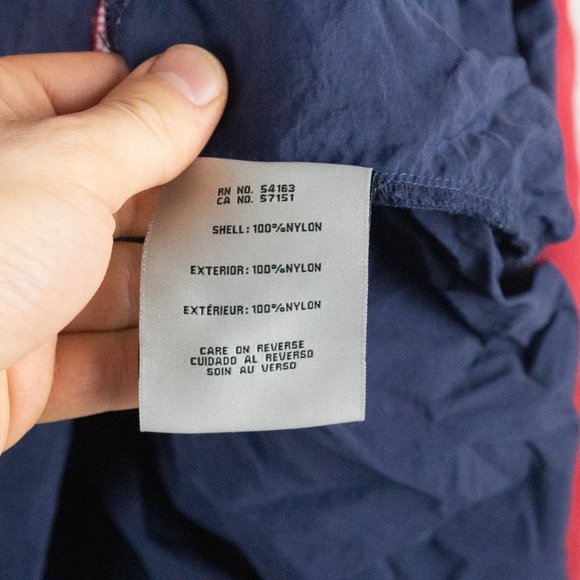 RN NO. 54163
CA NO. 57151
SHELL: 100%NYLON
EXTERIOR: 100%NYLON
EXTÉRIEUR: 100%NYLON
CARE ON REVERSE
CUIDADO AL REVERSO
SOIN AU VERSO